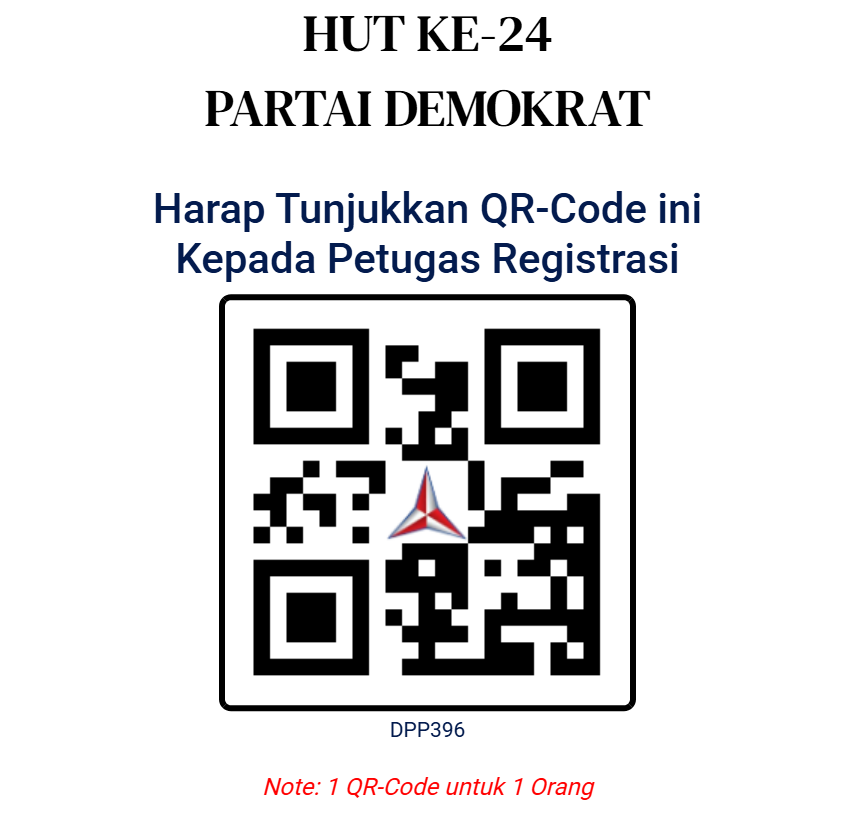 HUT KE-24
PARTAI DEMOKRAT
Harap Tunjukkan QR-Code ini
Kepada Petugas Registrasi
DPP396
Note: 1 QR-Code untuk 1 Orang